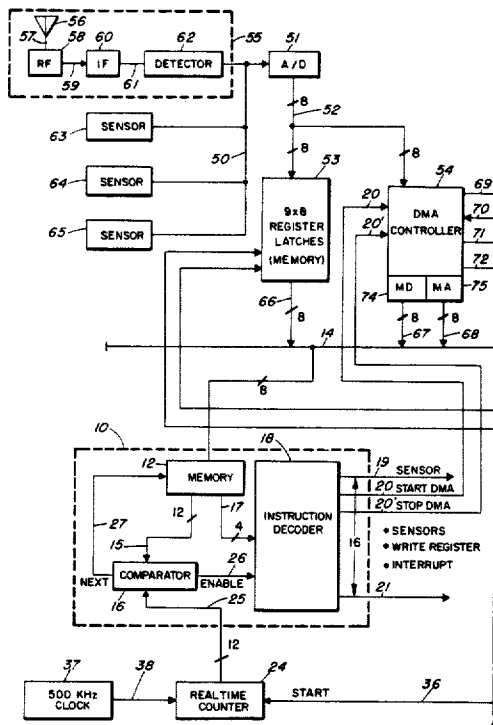 56
57
58
60
62
55
51
RF
IF
DETECTOR
A/D
59
61
8
52
63
SENSOR
50
8
53
8
54
69
64
SENSOR
20
DMA
CONTROLLER
70
20'
71
65
SENSOR
9x8
REGISTER
LATCHES
(MEMORY)
72
74
MD
MA
75
66
8
8
8
67
68
14
8
10
18
12
MEMORY
19
SENSOR
20
START DMA
12
17
20'
STOP DMA
27
4
INSTRUCTION
DECODER
15
26
16
• SENSORS
NEXT
COMPARATOR
ENABLE
• WRITE REGISTER
16
25
• INTERRUPT
21
12
37
38
24
36
500 KHz
CLOCK
REAL TIME
COUNTER
START